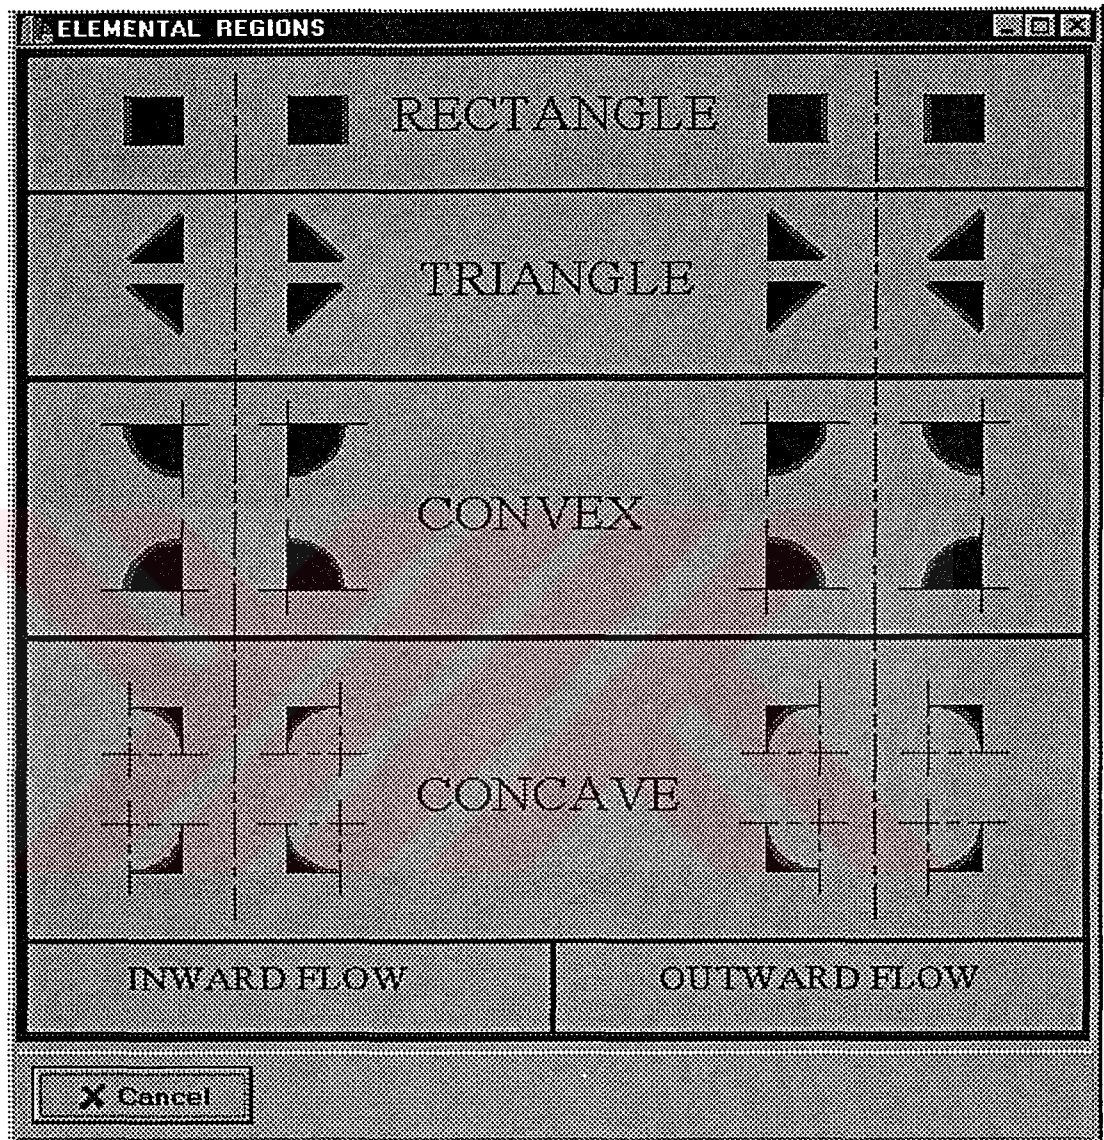 ELEMENTAL REGIONS
RECTANGLE
TRIANGLE
CONVEX
CONCAVE
INWARD FLOW
OUTWARD FLOW
Cancel